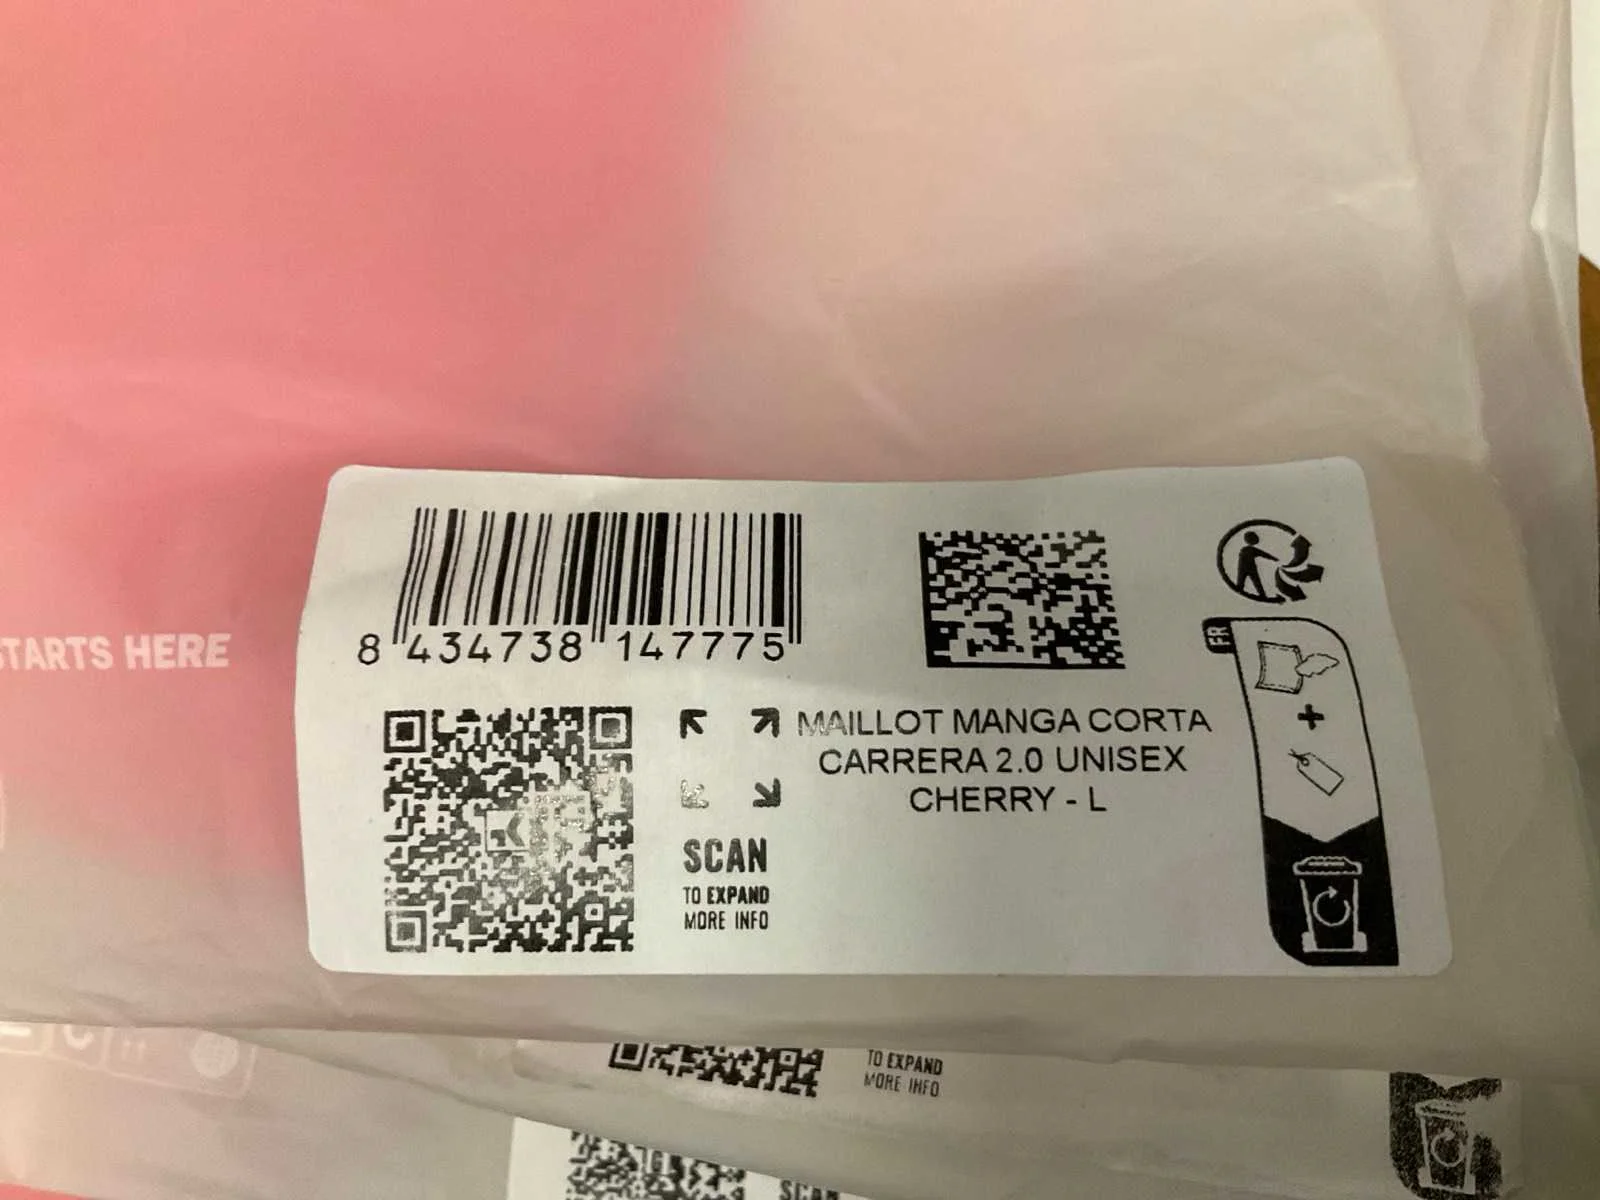 STARTS HERE
8 434738 147775
MAILLOT MANGA CORTA
CARRERA 2.0 UNISEX
CHERRY - L
SCAN
TO EXPAND
MORE INFO
FR
TO EXPAND
MORE INFO
SCAN